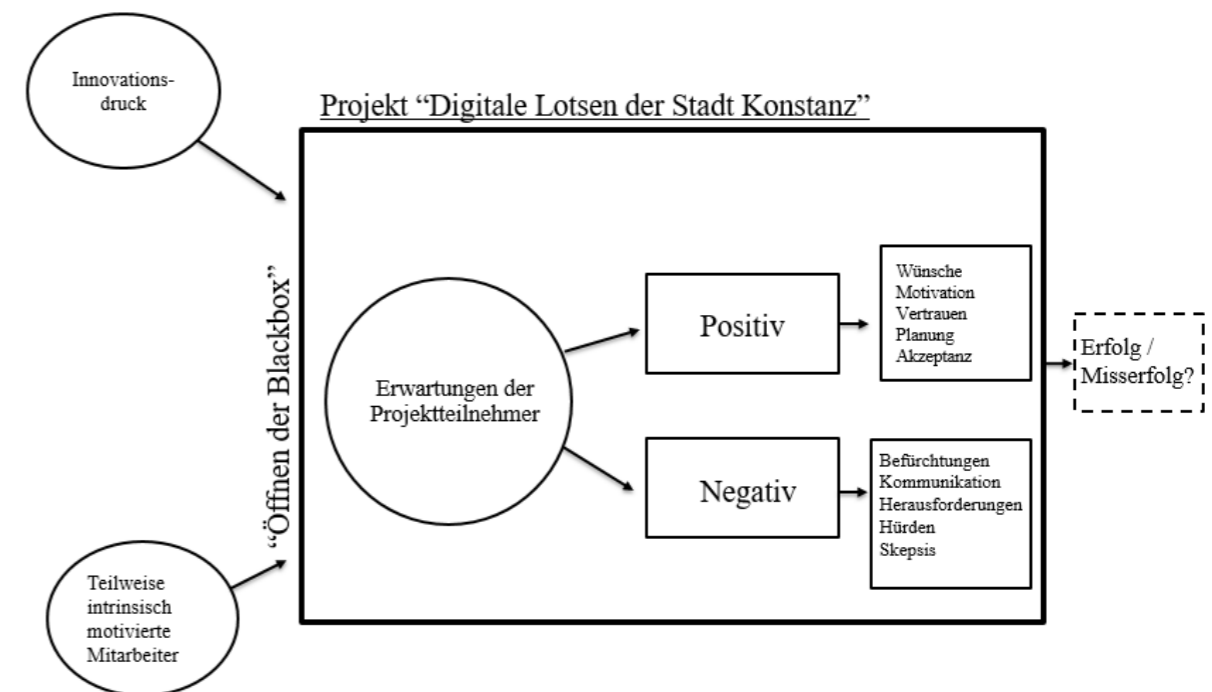 Innovations-
druck
Projekt “Digitale Lotsen der Stadt Konstanz”
“Öffnen der Blackbox”
Erwartungen der
Projektteilnehmer
Positiv
Wünsche
Motivation
Vertrauen
Planung
Akzeptanz
Negativ
Befürchtungen
Kommunikation
Herausforderungen
Hürden
Skepsis
Erfolg /
Misserfolg?
Teilweise
intrinsisch
motivierte
Mitarbeiter